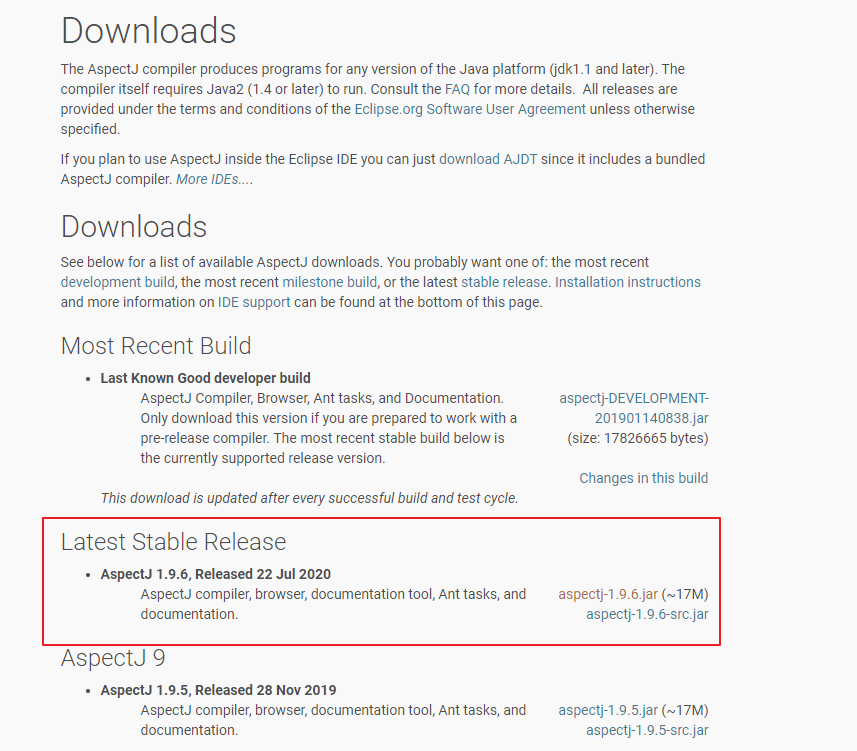 Downloads
The AspectJ compiler produces programs for any version of the Java platform (jdk1.1 and later). The
compiler itself requires Java2 (1.4 or later) to run. Consult the FAQ for more details.  All releases are
provided under the terms and conditions of the Eclipse.org Software User Agreement unless otherwise
specified.
If you plan to use AspectJ inside the Eclipse IDE you can just download AJDT since it includes a bundled
AspectJ compiler. More IDEs....
Downloads
See below for a list of available AspectJ downloads. You probably want one of: the most recent
development build, the most recent milestone build, or the latest stable release. Installation instructions
and more information on IDE support can be found at the bottom of this page.
Most Recent Build
• Last Known Good developer build
AspectJ Compiler, Browser, Ant tasks, and Documentation. aspectj-DEVELOPMENT-
Only download this version if you are prepared to work with a 201901140838.jar
pre-release compiler. The most recent stable build below is (size: 17826665 bytes)
the currently supported release version.
Changes in this build
This download is updated after every successful build and test cycle.
Latest Stable Release
• AspectJ 1.9.6, Released 22 Jul 2020
AspectJ compiler, browser, documentation tool, Ant tasks, and aspectj-1.9.6.jar (~17M)
documentation. aspectj-1.9.6-src.jar
AspectJ 9
• AspectJ 1.9.5, Released 28 Nov 2019
AspectJ compiler, browser, documentation tool, Ant tasks, and aspectj-1.9.5.jar (~17M)
documentation. aspectj-1.9.5-src.jar